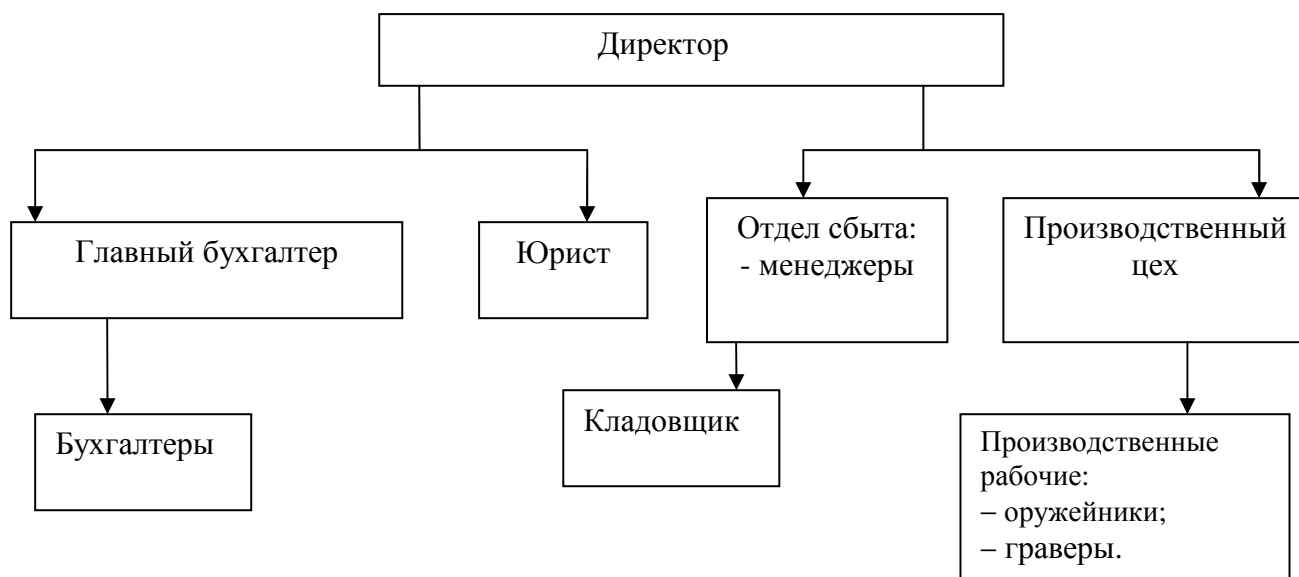 Директор
Главный бухгалтер
Юрист
Отдел сбыта:
- менеджеры
Производственный
цех
Бухгалтеры
Кладовщик
Производственные
рабочие:
– оружейники;
– граверы.